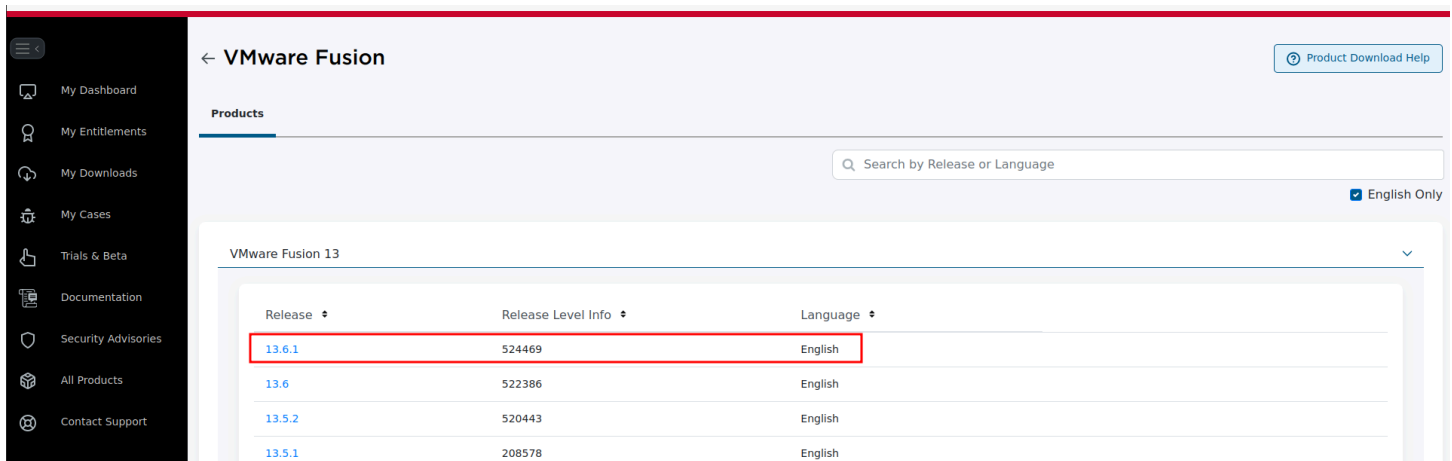 VMware Fusion
Product Download Help
My Dashboard
My Entitlements
My Downloads
My Cases
Trials & Beta
Documentation
Security Advisories
All Products
Contact Support
Products
Search by Release or Language
English Only
VMware Fusion 13
Release Release Level Info Language
13.6.1 524469 English
13.6 522386 English
13.5.2 520443 English
13.5.1 208578 English